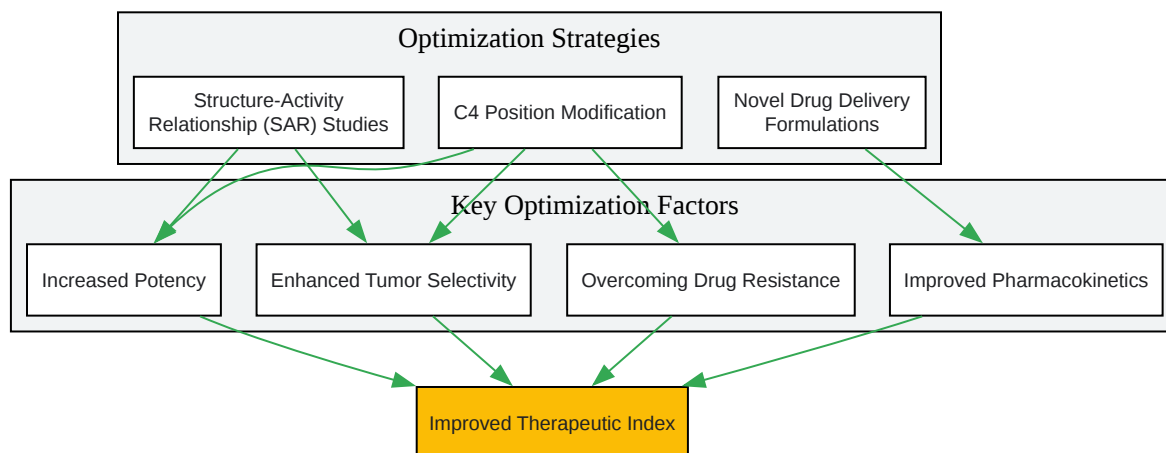 Optimization Strategies
Structure-Activity
Relationship (SAR) Studies
C4 Position Modification
Novel Drug Delivery
Formulations
Key Optimization Factors
Increased Potency
Enhanced Tumor Selectivity
Overcoming Drug Resistance
Improved Pharmacokinetics
Improved Therapeutic Index